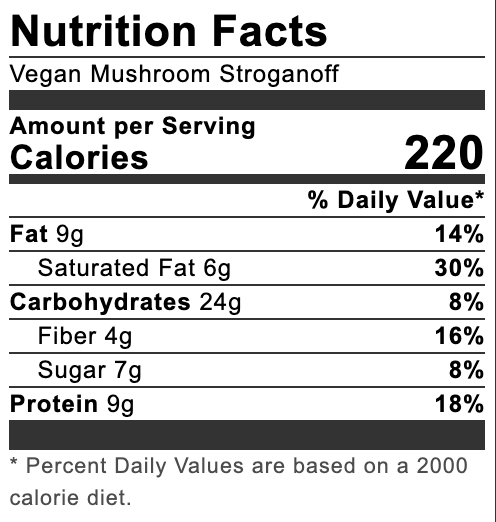 Nutrition Facts
Vegan Mushroom Stroganoff
Amount per Serving
Calories 220
% Daily Value*
Fat 9g 14%
Saturated Fat 6g 30%
Carbohydrates 24g 8%
Fiber 4g 16%
Sugar 7g 8%
Protein 9g 18%
* Percent Daily Values are based on a 2000
calorie diet.